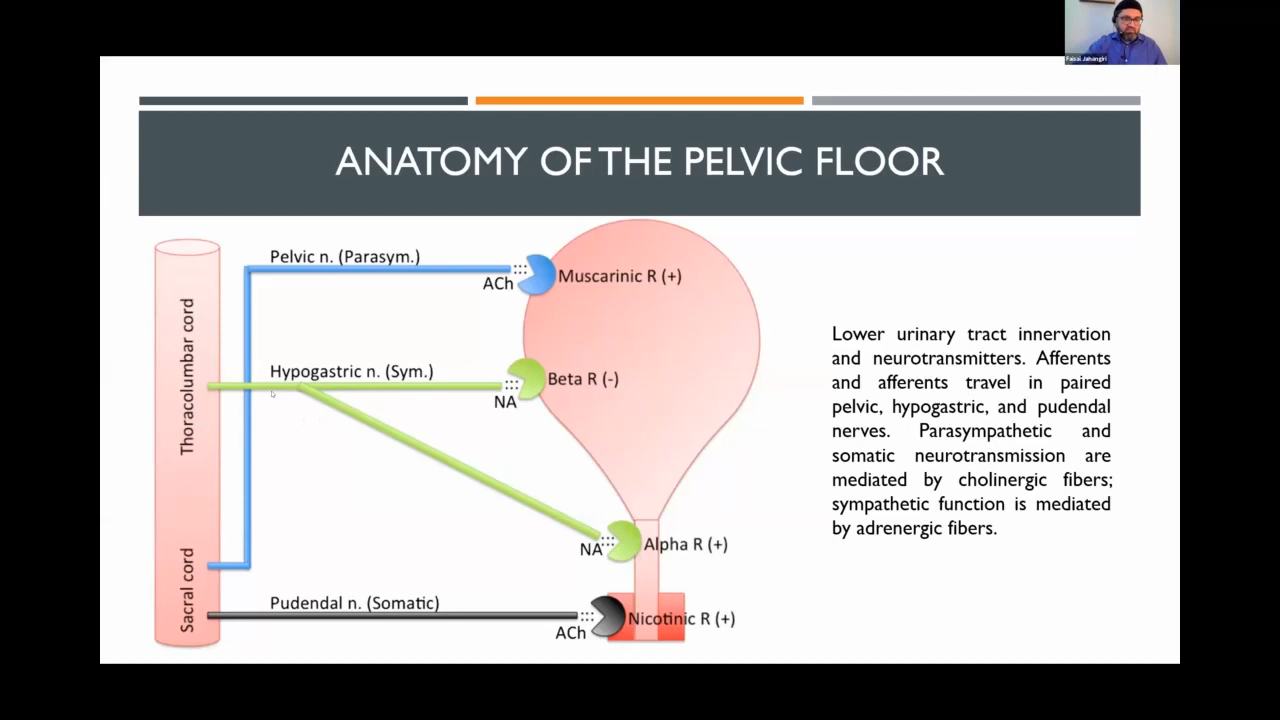 Faisal Jahangiri
ANATOMY OF THE PELVIC FLOOR
Pelvic n. (Parasym.)
ACh
Muscarinic R (+)
Thoracolumbar cord
Hypogastric n. (Sym.)
NA
Beta R (-)
NA
Alpha R (+)
Sacral cord
Pudendal n. (Somatic)
ACh
Nicotinic R (+)
Lower urinary tract innervation
and neurotransmitters. Afferents
and afferents travel in paired
pelvic, hypogastric, and pudendal
nerves. Parasympathetic and
somatic neurotransmission are
mediated by cholinergic fibers;
sympathetic function is mediated
by adrenergic fibers.